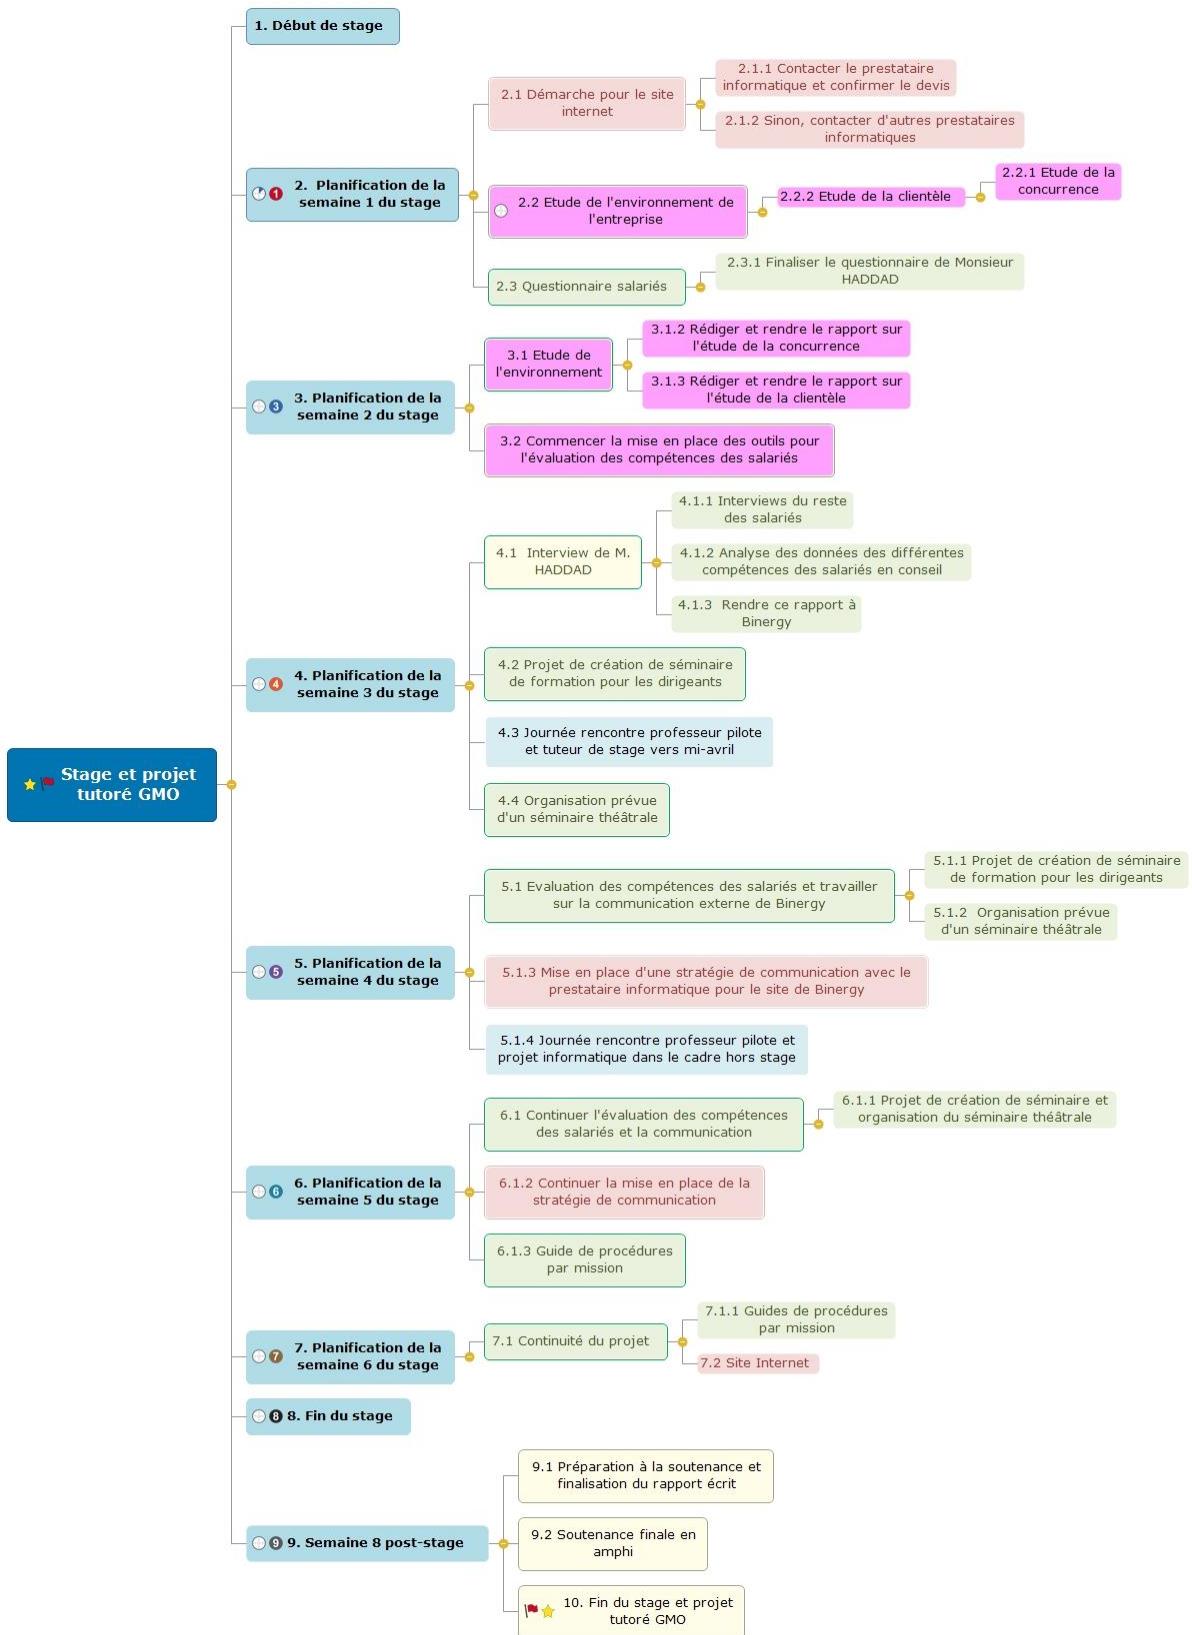 1. Début de stage
2.1 Démarche pour le site
internet
2.1.1 Contacter le prestataire
informatique et confirmer le devis
2.1.2 Sinon, contacter d'autres prestataires
informatiques
1
2. Planification de la
semaine 1 du stage
2.2 Etude de l'environnement de
l'entreprise
2.2.2 Etude de la clientèle
2.2.1 Etude de la
concurrence
2.3 Questionnaire salariés
2.3.1 Finaliser le questionnaire de Monsieur
HADDAD
3
3. Planification de la
semaine 2 du stage
3.1 Etude de
l'environnement
3.1.2 Rédiger et rendre le rapport sur
l'étude de la concurrence
3.1.3 Rédiger et rendre le rapport sur
l'étude de la clientèle
3.2 Commencer la mise en place des outils pour
l'évaluation des compétences des salariés
4
4. Planification de la
semaine 3 du stage
4.1 Interview de M.
HADDAD
4.1.1 Interviews du reste
des salariés
4.1.2 Analyse des données des différentes
compétences des salariés en conseil
4.1.3 Rendre ce rapport à
Binergy
4.2 Projet de création de séminaire
de formation pour les dirigeants
4.3 Journée rencontre professeur pilote
et tuteur de stage vers mi-avril
4.4 Organisation prévue
d'un séminaire théâtrale
Stage et projet
tutoré GMO
5
5. Planification de la
semaine 4 du stage
5.1 Evaluation des compétences des salariés et travailler
sur la communication externe de Binergy
5.1.1 Projet de création de séminaire
de formation pour les dirigeants
5.1.2 Organisation prévue
d'un séminaire théâtrale
5.1.3 Mise en place d'une stratégie de communication avec le
prestataire informatique pour le site de Binergy
5.1.4 Journée rencontre professeur pilote et
projet informatique dans le cadre hors stage
6
6. Planification de la
semaine 5 du stage
6.1 Continuer l'évaluation des compétences
des salariés et la communication
6.1.1 Projet de création de séminaire et
organisation du séminaire théâtrale
6.1.2 Continuer la mise en place de la
stratégie de communication
6.1.3 Guide de procédures
par mission
7
7. Planification de la
semaine 6 du stage
7.1 Continuité du projet
7.1.1 Guides de procédures
par mission
7.2 Site Internet
8 8. Fin du stage
9 9. Semaine 8 post-stage
9.1 Préparation à la soutenance et
finalisation du rapport écrit
9.2 Soutenance finale en
amphi
10. Fin du stage et projet
tutoré GMO